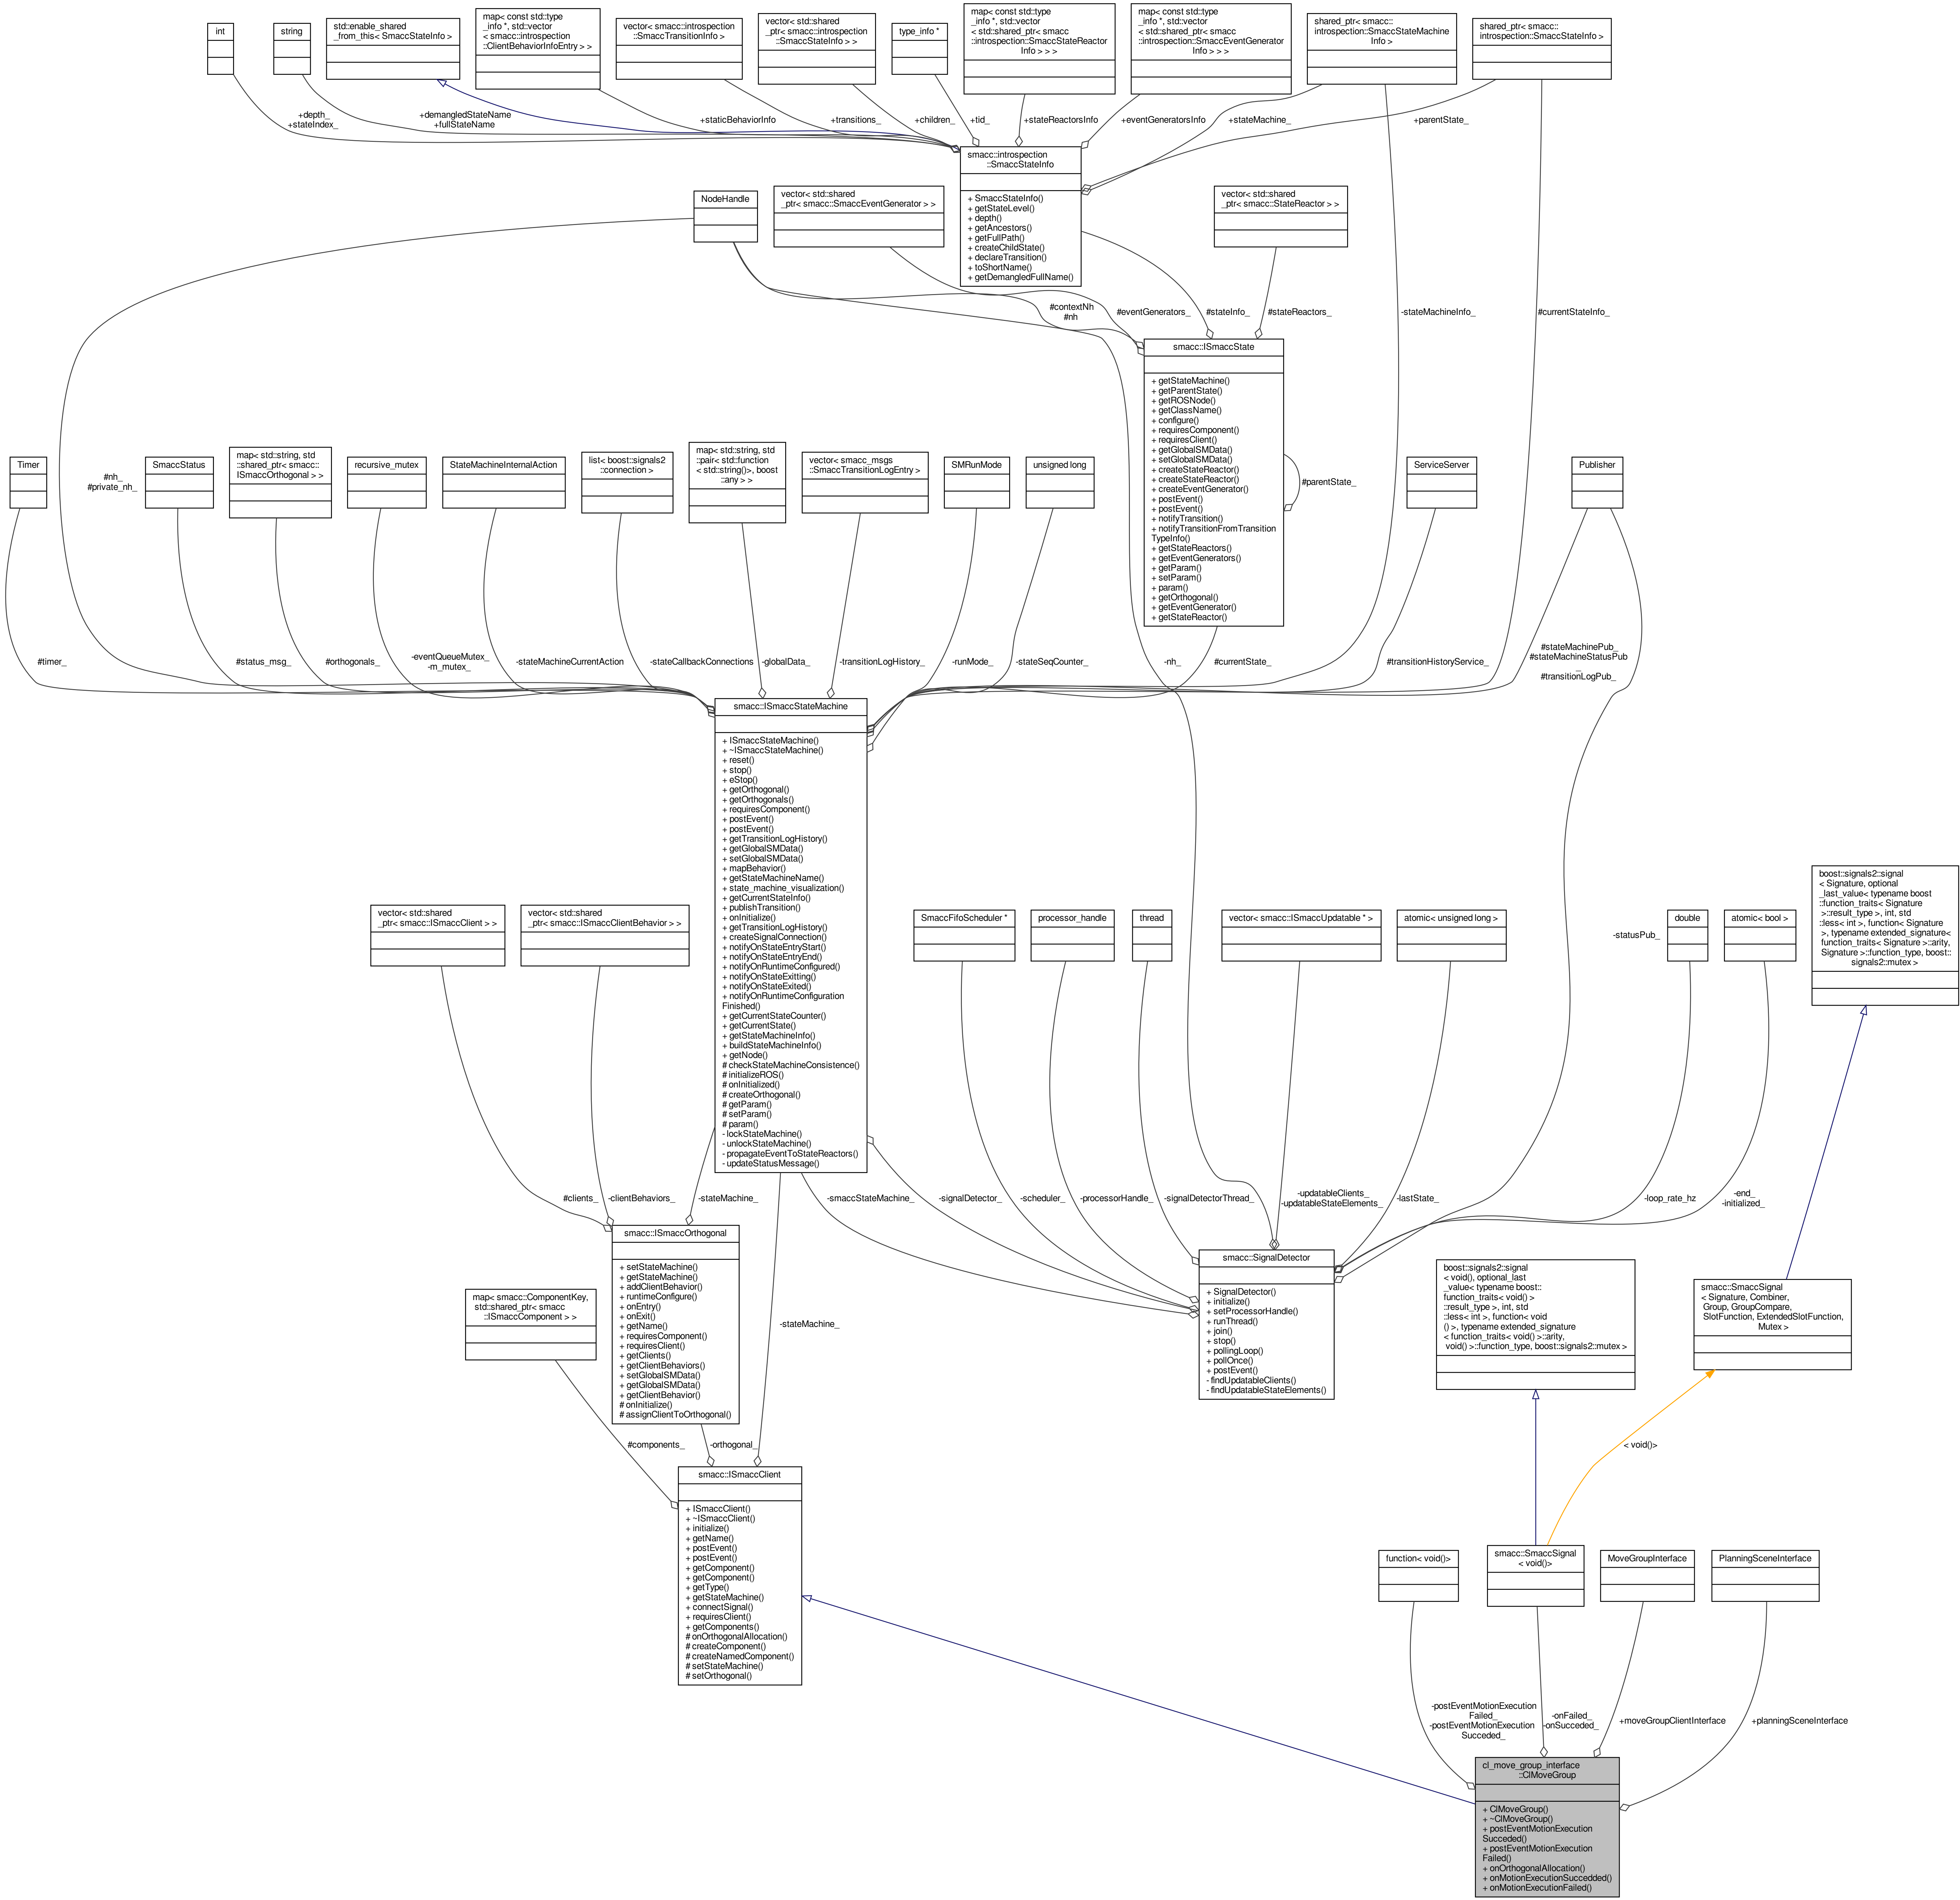 int
string
std::enable_shared
_from_this< SmaccStateInfo >
map< const std::type
_info *, std::vector
< smacc::introspection
::ClientBehaviorInfoEntry > >
vector< smacc::introspection
::SmaccTransitionInfo >
vector< std::shared
_ptr< smacc::introspection
::SmaccStateInfo > >
type_info *
map< const std::type
_info *, std::vector
< std::shared_ptr< smacc
::introspection::SmaccStateReactor
Info > > >
map< const std::type
_info *, std::vector
< std::shared_ptr< smacc
::introspection::SmaccEventGenerator
Info > > >
shared_ptr< smacc::
introspection::SmaccStateMachine
Info >
shared_ptr< smacc::
introspection::SmaccStateInfo >
+depth_
+stateIndex_
+demangledStateName
+fullStateName
+staticBehaviorInfo
+transitions_
+children_
+tid_
+stateReactorsInfo
+eventGeneratorsInfo
+stateMachine_
+parentState_
smacc::introspection
::SmaccStateInfo
+ SmaccStateInfo()
+ getStateLevel()
+ depth()
+ getAncestors()
+ getFullPath()
+ createChildState()
+ declareTransition()
+ toShortName()
+ getDemangledFullName()
NodeHandle
vector< std::shared
_ptr< smacc::SmaccEventGenerator > >
vector< std::shared
_ptr< smacc::StateReactor > >
#contextNh
#nh
#eventGenerators_
#stateInfo_
#stateReactors_
-stateMachineInfo_
#currentStateInfo_
smacc::ISmaccState
+ getStateMachine()
+ getParentState()
+ getROSNode()
+ getClassName()
+ configure()
+ requiresComponent()
+ requiresClient()
+ getGlobalSMData()
+ setGlobalSMData()
+ createStateReactor()
+ createStateReactor()
+ createEventGenerator()
+ postEvent()
+ postEvent()
+ notifyTransition()
+ notifyTransitionFromTransition
TypeInfo()
+ getStateReactors()
+ getEventGenerators()
+ getParam()
+ setParam()
+ param()
+ getOrthogonal()
+ getEventGenerator()
+ getStateReactor()
#parentState_
Timer
#nh_
#private_nh_
SmaccStatus
map< std::string, std
::shared_ptr< smacc::
ISmaccOrthogonal > >
recursive_mutex
StateMachineInternalAction
list< boost::signals2
::connection >
map< std::string, std
::pair< std::function
< std::string()>, boost
::any > >
vector< smacc_msgs
::SmaccTransitionLogEntry >
SMRunMode
unsigned long
ServiceServer
Publisher
#timer_
#status_msg_
#orthogonals_
-eventQueueMutex_
-m_mutex_
-stateMachineCurrentAction
-stateCallbackConnections
-globalData_
-transitionLogHistory_
-runMode_
-stateSeqCounter_
-nh_
#currentState_
#transitionHistoryService_
#stateMachinePub_
#stateMachineStatusPub
_
#transitionLogPub_
smacc::ISmaccStateMachine
+ ISmaccStateMachine()
+ ~ISmaccStateMachine()
+ reset()
+ stop()
+ eStop()
+ getOrthogonal()
+ getOrthogonals()
+ requiresComponent()
+ postEvent()
+ postEvent()
+ getTransitionLogHistory()
+ getGlobalSMData()
+ setGlobalSMData()
+ mapBehavior()
+ getStateMachineName()
+ state_machine_visualization()
+ getCurrentStateInfo()
+ publishTransition()
+ onInitialize()
+ getTransitionLogHistory()
+ createSignalConnection()
+ notifyOnStateEntryStart()
+ notifyOnStateEntryEnd()
+ notifyOnRuntimeConfigured()
+ notifyOnStateExitting()
+ notifyOnStateExited()
+ notifyOnRuntimeConfiguration
Finished()
+ getCurrentStateCounter()
+ getCurrentState()
+ getStateMachineInfo()
+ buildStateMachineInfo()
+ getNode()
# checkStateMachineConsistence()
# initializeROS()
# onInitialized()
# createOrthogonal()
# getParam()
# setParam()
# param()
- lockStateMachine()
- unlockStateMachine()
- propagateEventToStateReactors()
- updateStatusMessage()
vector< std::shared
_ptr< smacc::ISmaccClient > >
vector< std::shared
_ptr< smacc::ISmaccClientBehavior > >
SmaccFifoScheduler *
processor_handle
thread
vector< smacc::ISmaccUpdatable * >
atomic< unsigned long >
-statusPub_
double
atomic< bool >
boost::signals2::signal
< Signature, optional
_last_value< typename boost
::function_traits< Signature
>::result_type >, int, std
::less< int >, function< Signature
>, typename extended_signature<
function_traits< Signature >::arity,
Signature >::function_type, boost::
signals2::mutex >
#clients_
-clientBehaviors_
-stateMachine_
-smaccStateMachine_
-signalDetector_
-scheduler_
-processorHandle_
-signalDetectorThread_
-updatableClients_
-updatableStateElements_
-lastState_
-loop_rate_hz
-end_
-initialized_
smacc::ISmaccOrthogonal
+ setStateMachine()
+ getStateMachine()
+ addClientBehavior()
+ runtimeConfigure()
+ onEntry()
+ onExit()
+ getName()
+ requiresComponent()
+ requiresClient()
+ getClients()
+ getClientBehaviors()
+ setGlobalSMData()
+ getGlobalSMData()
+ getClientBehavior()
# onInitialize()
# assignClientToOrthogonal()
smacc::SignalDetector
+ SignalDetector()
+ initialize()
+ setProcessorHandle()
+ runThread()
+ join()
+ stop()
+ pollingLoop()
+ pollOnce()
+ postEvent()
- findUpdatableClients()
- findUpdatableStateElements()
boost::signals2::signal
< void(), optional_last
_value< typename boost::
function_traits< void()>
::result_type >, int, std
::less< int >, function< void
() >, typename extended_signature
< function_traits< void() >::arity,
void() >::function_type, boost::signals2::mutex >
smacc::SmaccSignal
< Signature, Combiner,
Group, GroupCompare,
SlotFunction, ExtendedSlotFunction,
Mutex >
map< smacc::ComponentKey,
std::shared_ptr< smacc
::ISmaccComponent > >
-stateMachine_
#components_
-orthogonal_
< void()>
smacc::ISmaccClient
+ ISmaccClient()
+ ~ISmaccClient()
+ initialize()
+ getName()
+ postEvent()
+ postEvent()
+ getComponent()
+ getComponent()
+ getType()
+ getStateMachine()
+ connectSignal()
+ requiresClient()
+ getComponents()
# onOrthogonalAllocation()
# createComponent()
# createNamedComponent()
# setStateMachine()
# setOrthogonal()
function< void()>
smacc::SmaccSignal
< void()>
MoveGroupInterface
PlanningSceneInterface
-postEventMotionExecution
Failed_
-postEventMotionExecution
Succeded_
-onFailed_
-onSucceded_
+moveGroupClientInterface
+planningSceneInterface
cl_move_group_interface
::ClMoveGroup
+ ClMoveGroup()
+ ~ClMoveGroup()
+ postEventMotionExecution
Succeded()
+ postEventMotionExecution
Failed()
+ onOrthogonalAllocation()
+ onMotionExecutionSuccedded()
+ onMotionExecutionFailed()